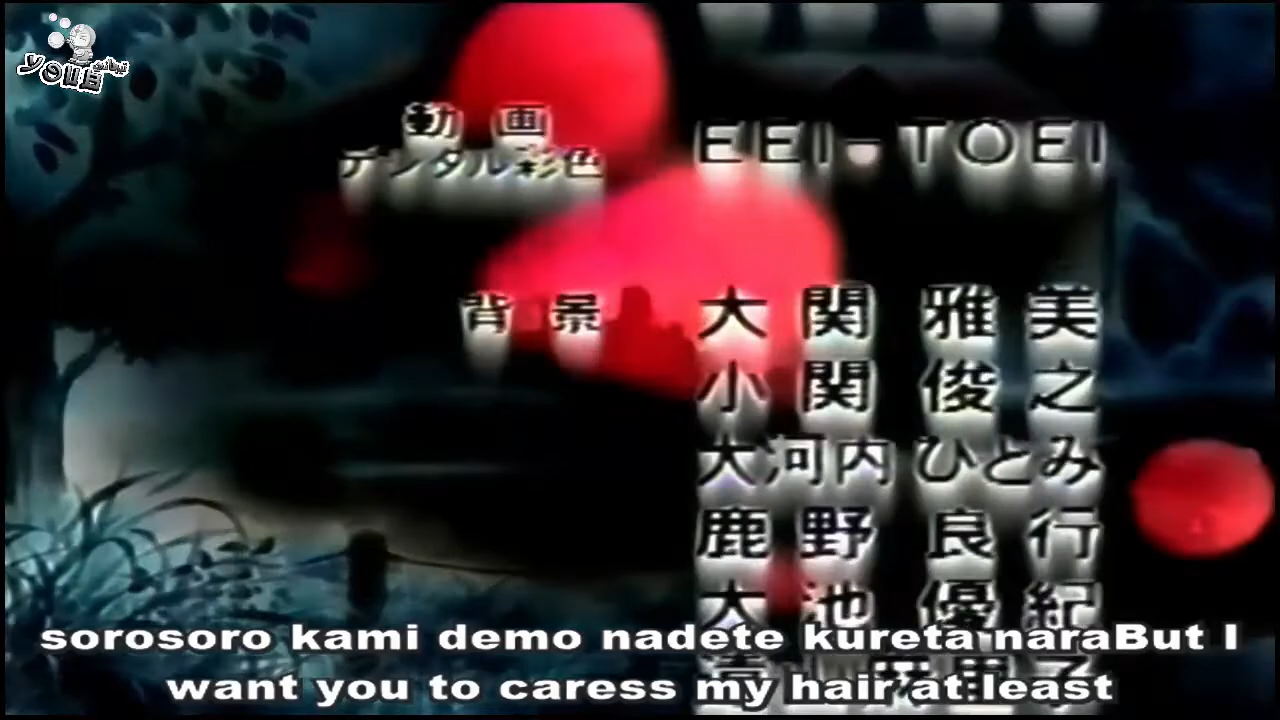 動 画
デジタル彩色
EEI-TOEI
背 景
大 関 雅 美
小 関 俊 之
大河内 ひとみ
鹿 野 良 行
大 池 優 紀
sorosoro kami demo nadete kureta naraBut I
want you to caress my hair at least